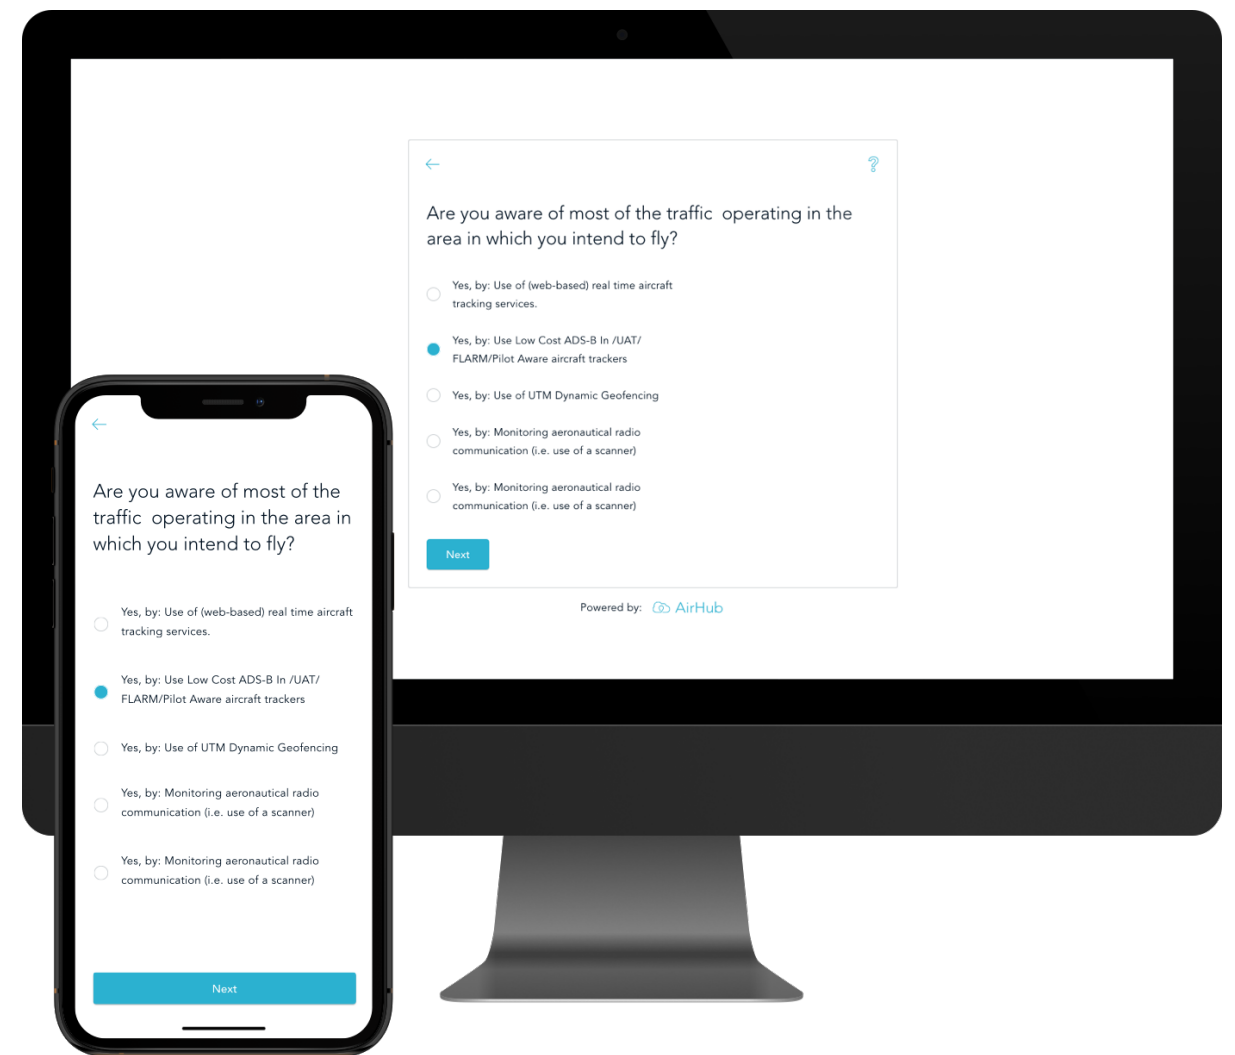 Are you aware of most of the traffic  operating in the
area in which you intend to fly?
Yes, by: Use of (web-based) real time aircraft
tracking services.
Yes, by: Use Low Cost ADS-B In /UAT/
FLARM/Pilot Aware aircraft trackers
Yes, by: Use of UTM Dynamic Geofencing
Yes, by: Monitoring aeronautical radio
communication (i.e. use of a scanner)
Yes, by: Monitoring aeronautical radio
communication (i.e. use of a scanner)
Next
Powered by: AirHub
Are you aware of most of the
traffic  operating in the area in
which you intend to fly?
Yes, by: Use of (web-based) real time aircraft
tracking services.
Yes, by: Use Low Cost ADS-B In /UAT/
FLARM/Pilot Aware aircraft trackers
Yes, by: Use of UTM Dynamic Geofencing
Yes, by: Monitoring aeronautical radio
communication (i.e. use of a scanner)
Yes, by: Monitoring aeronautical radio
communication (i.e. use of a scanner)
Next